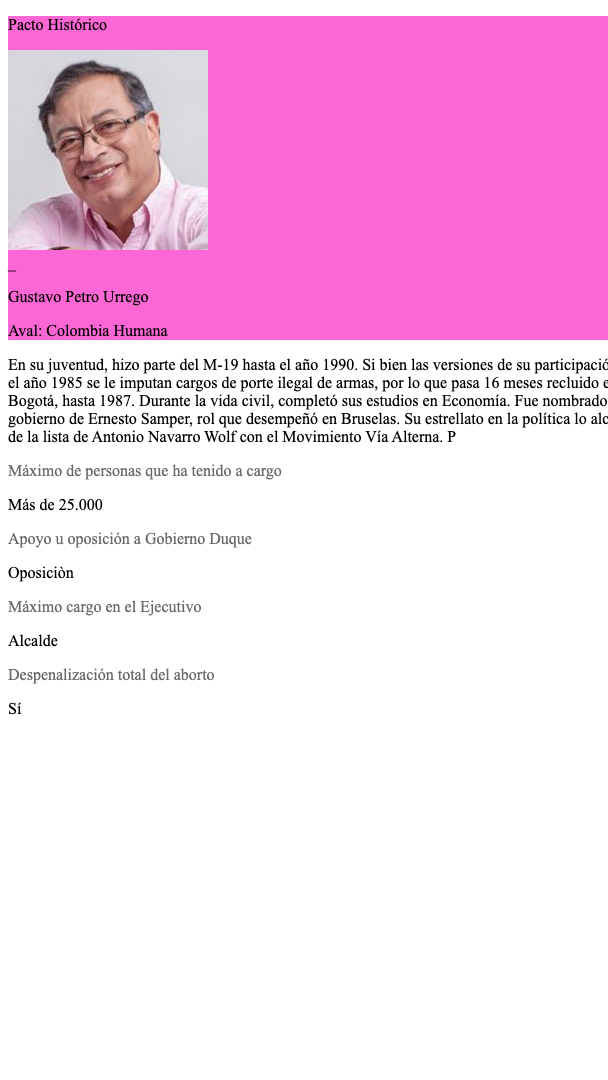 Pacto Histórico
_
Gustavo Petro Urrego
Aval: Colombia Humana
En su juventud, hizo parte del M-19 hasta el año 1990. Si bien las versiones de su participació
el año 1985 se le imputan cargos de porte ilegal de armas, por lo que pasa 16 meses recluido e
Bogotá, hasta 1987. Durante la vida civil, completó sus estudios en Economía. Fue nombrado
gobierno de Ernesto Samper, rol que desempeñó en Bruselas. Su estrellato en la política lo alc
de la lista de Antonio Navarro Wolf con el Movimiento Vía Alterna. P
Máximo de personas que ha tenido a cargo
Más de 25.000
Apoyo u oposición a Gobierno Duque
Oposiciòn
Máximo cargo en el Ejecutivo
Alcalde
Despenalización total del aborto
Sí